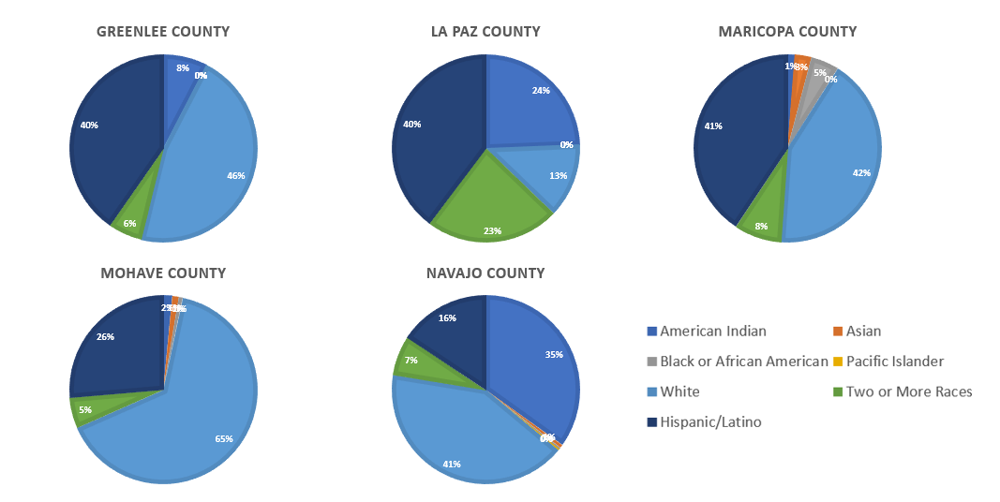 GREENLEE COUNTY
8%
0%
46%
6%
40%
LA PAZ COUNTY
24%
0%
13%
23%
40%
MARICOPA COUNTY
1%
3%
5%
0%
42%
8%
41%
MOHAVE COUNTY
2%
65%
5%
26%
NAVAJO COUNTY
35%
0%
41%
7%
16%
American Indian
Asian
Black or African American
Pacific Islander
White
Two or More Races
Hispanic/Latino